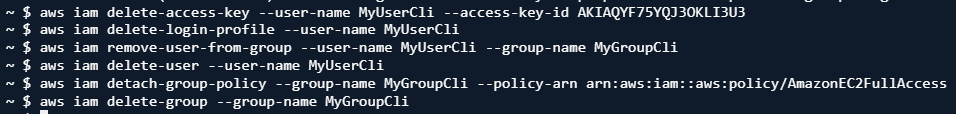 ~ $ aws iam delete-access-key --user-name MyUserCli --access-key-id AKIAQYF75YQJ3OKLI3U3
~ $ aws iam delete-login-profile --user-name MyUserCli
~ $ aws iam remove-user-from-group --user-name MyUserCli --group-name MyGroupCli
~ $ aws iam delete-user --user-name MyUserCli
~ $ aws iam detach-group-policy --group-name MyGroupCli --policy-arn arn:aws:iam::aws:policy/AmazonEC2FullAccess
~ $ aws iam delete-group --group-name MyGroupCli